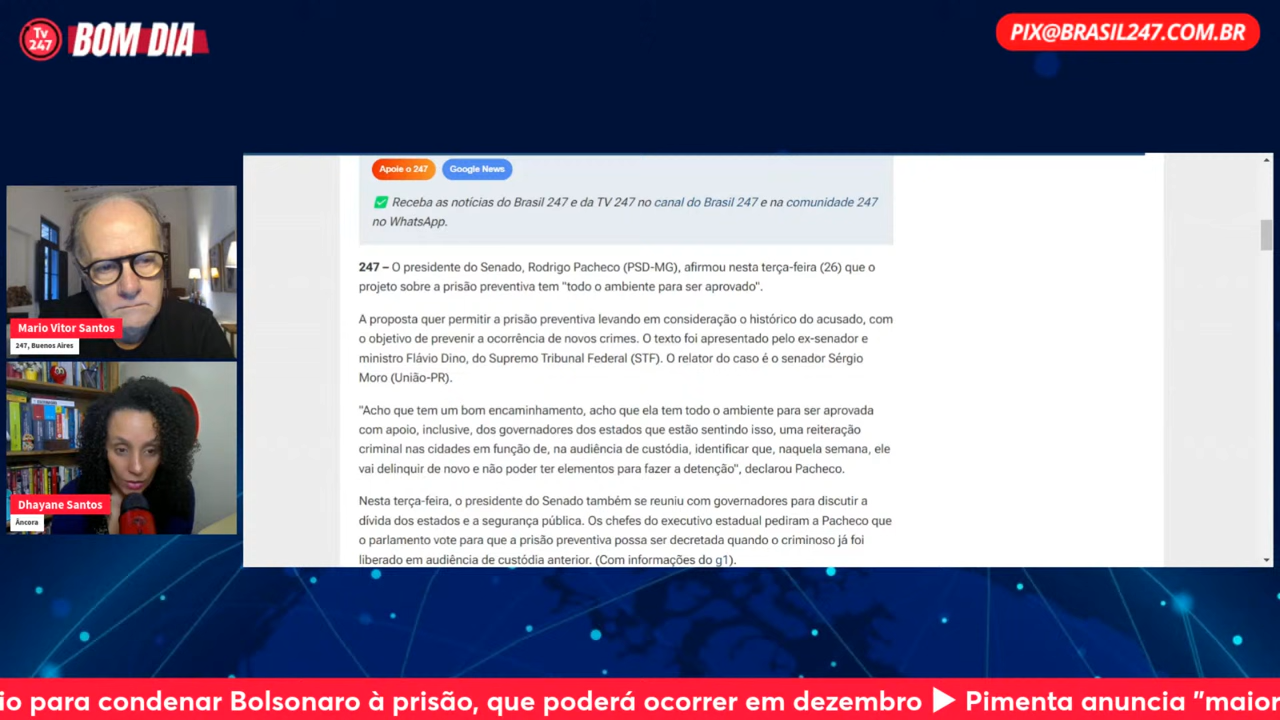 Tv 247
BOM DIA
PIX@BRASIL247.COM.BR
Apoie o 247
Google News
✅ Receba as notícias do Brasil 247 e da TV 247 no canal do Brasil 247 e na comunidade 247
no WhatsApp.
247 – O presidente do Senado, Rodrigo Pacheco (PSD-MG), afirmou nesta terça-feira (26) que o
projeto sobre a prisão preventiva tem "todo o ambiente para ser aprovado".
A proposta quer permitir a prisão preventiva levando em consideração o histórico do acusado, com
o objetivo de prevenir a ocorrência de novos crimes. O texto foi apresentado pelo ex-senador e
ministro Flávio Dino, do Supremo Tribunal Federal (STF). O relator do caso é o senador Sérgio
Moro (União-PR).
"Acho que tem um bom encaminhamento, acho que ela tem todo o ambiente para ser aprovada
com apoio, inclusive, dos governadores dos estados que estão sentindo isso, uma reiteração
criminal nas cidades em função de, na audiência de custódia, identificar que, naquela semana, ele
vai delinquir de novo e não poder ter elementos para fazer a detenção", declarou Pacheco.
Nesta terça-feira, o presidente do Senado também se reuniu com governadores para discutir a
dívida dos estados e a segurança pública. Os chefes do executivo estadual pediram a Pacheco que
o parlamento vote para que a prisão preventiva possa ser decretada quando o criminoso já foi
liberado em audiência de custódia anterior. (Com informações do g1).
Mario Vitor Santos
247, Buenos Aires
Dhayane Santos
Âncora
io para condenar Bolsonaro à prisão, que poderá ocorrer em dezembro ▶ Pimenta anuncia "maior